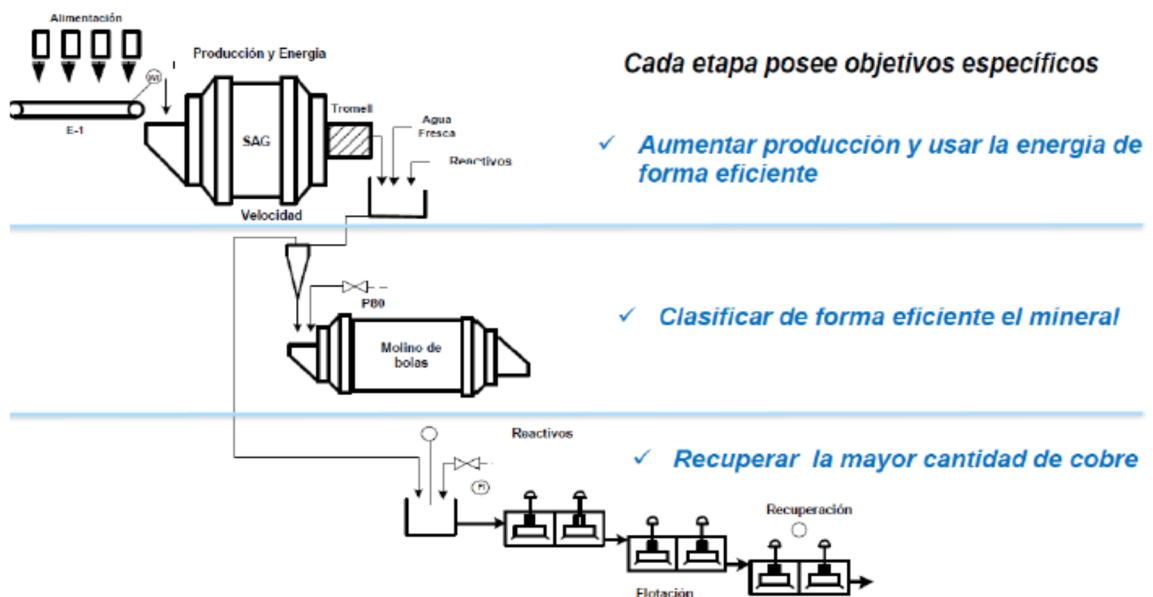 Alimentación
Producción y Energia
Cada etapa posee objetivos específicos
E-1
SAG
Tromell
Agua
Fresca
Reactivos
Velocidad
✓ Aumentar producción y usar la energía de
forma eficiente
P80
Molino de
bolas
✓ Clasificar de forma eficiente el mineral
Reactivos
✓ Recuperar la mayor cantidad de cobre
Recuperación
Flotación